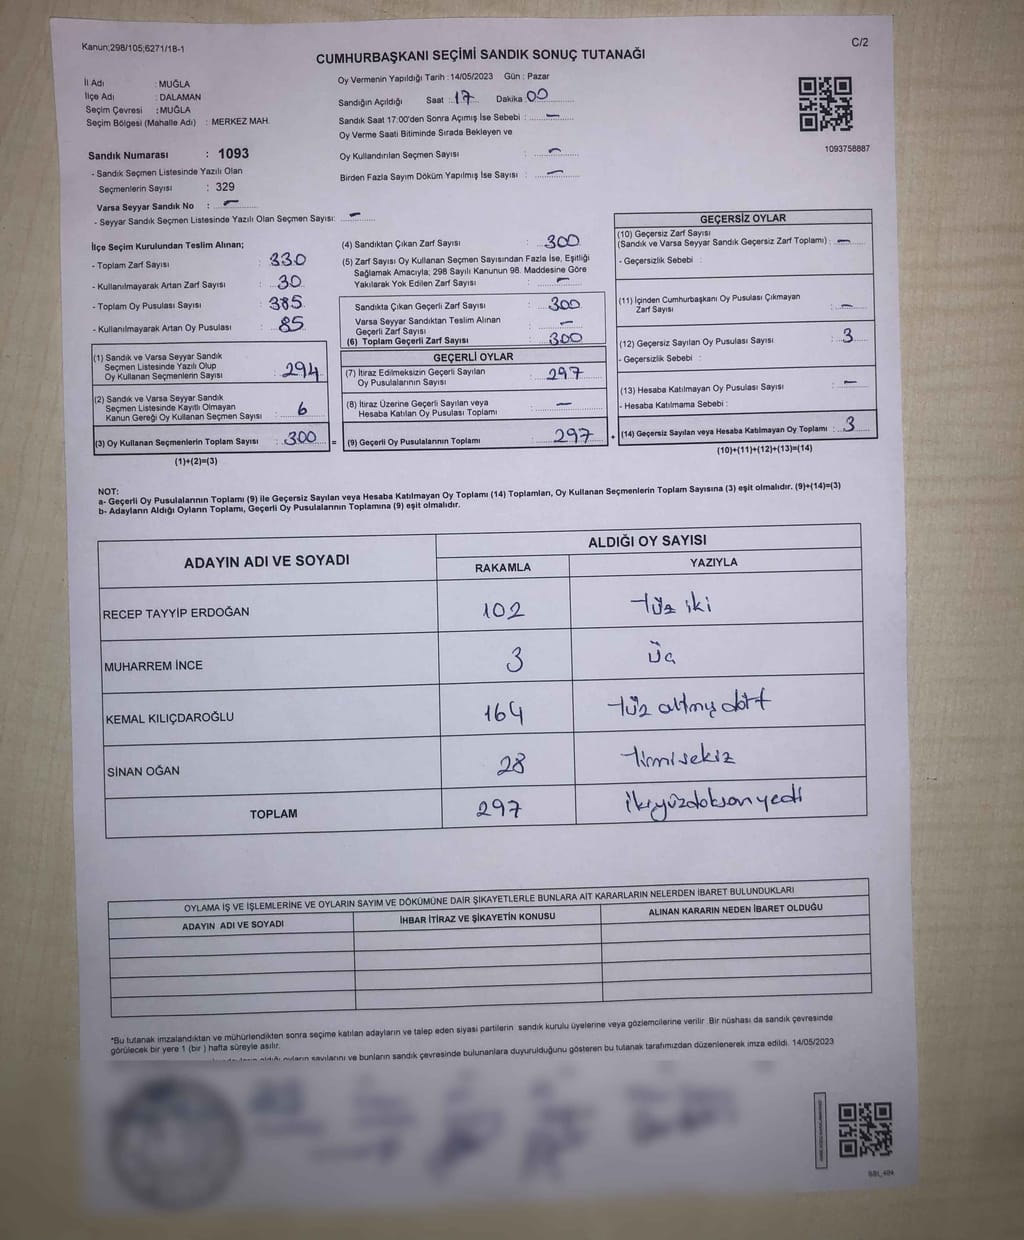 Kanun;298/105;6271/18-1
C/2
CUMHURBAŞKANI SEÇİMİ SANDIK SONUÇ TUTANAĞI
İl Adı : MUĞLA
İlçe Adı : DALAMAN
Seçim Çevresi : MUĞLA
Seçim Bölgesi (Mahalle Adı) : MERKEZ MAH.
Sandık Numarası : 1093
- Sandık Seçmen Listesinde Yazılı Olan
Seçmenlerin Sayısı : 329
Varsa Seyyar Sandık No : -
- Seyyar Sandık Seçmen Listesinde Yazılı Olan Seçmen Sayısı: -
Oy Vermenin Yapıldığı Tarih : 14/05/2023 Gün : Pazar
Sandığın Açıldığı Saat : 17 Dakika 00
Sandık Saat 17:00'den Sonra Açımış İse Sebebi : -
Oy Verme Saati Bitiminde Sırada Bekleyen ve
Oy Kullandırılan Seçmen Sayısı : -
Birden Fazla Sayım Döküm Yapılmış İse Sayısı : -
1093758887
İlçe Seçim Kurulundan Teslim Alınan;
- Toplam Zarf Sayısı : 330
- Kullanılmayarak Artan Zarf Sayısı : 30
- Toplam Oy Pusulası Sayısı : 385
- Kullanılmayarak Artan Oy Pusulası : 85
(1) Sandık ve Varsa Seyyar Sandık
Seçmen Listesinde Yazılı Olup
Oy Kullanan Seçmenlerin Sayısı : 294
(2) Sandık ve Varsa Seyyar Sandık
Seçmen Listesinde Kayıtlı Olmayan
Kanun Gereği Oy Kullanan Seçmen Sayısı : 6
(3) Oy Kullanan Seçmenlerin Toplam Sayısı : 300 =
(1)+(2)=(3)
(4) Sandıktan Çıkan Zarf Sayısı : 300
(5) Zarf Sayısı Oy Kullanan Seçmen Sayısından Fazla İse, Eşitliği
Sağlamak Amacıyla; 298 Sayılı Kanunun 98. Maddesine Göre
Yakılarak Yok Edilen Zarf Sayısı : -
Sandıkta Çıkan Geçerli Zarf Sayısı : 300
Varsa Seyyar Sandıktan Teslim Alınan
Geçerli Zarf Sayısı : -
(6) Toplam Geçerli Zarf Sayısı : 300
GEÇERLİ OYLAR
(7) İtiraz Edilmeksizin Geçerli Sayılan
Oy Pusulalarının Sayısı : 297
(8) İtiraz Üzerine Geçerli Sayılan veya
Hesaba Katılan Oy Pusulası Toplamı : -
(9) Geçerli Oy Pusulalarının Toplamı : 297 +
GEÇERSİZ OYLAR
(10) Geçersiz Zarf Sayısı
(Sandık ve Varsa Seyyar Sandık Geçersiz Zarf Toplamı) : -
- Geçersizlik Sebebi :
(11) İçinden Cumhurbaşkanı Oy Pusulası Çıkmayan
Zarf Sayısı : -
(12) Geçersiz Sayılan Oy Pusulası Sayısı : 3
- Geçersizlik Sebebi :
(13) Hesaba Katılmayan Oy Pusulası Sayısı : -
- Hesaba Katılmama Sebebi :
(14) Geçersiz Sayılan veya Hesaba Katılmayan Oy Toplamı : 3
(10)+(11)+(12)+(13)=(14)
NOT:
a- Geçerli Oy Pusulalarının Toplamı (9) ile Geçersiz Sayılan veya Hesaba Katılmayan Oy Toplamı (14) Toplamları, Oy Kullanan Seçmenlerin Toplam Sayısına (3) eşit olmalıdır. (9)+(14)=(3)
b- Adayların Aldığı Oyların Toplamı, Geçerli Oy Pusulalarının Toplamına (9) eşit olmalıdır.
ADAYIN ADI VE SOYADI
ALDIĞI OY SAYISI
RAKAMLA YAZIYLA
RECEP TAYYİP ERDOĞAN 102 Yüz iki
MUHARREM İNCE 3 üç
KEMAL KILIÇDAROĞLU 164 Yüz altmış dört
SİNAN OĞAN 28 Yirmisekiz
TOPLAM 297 ikiyüzdoksanyedi
OYLAMA İŞ VE İŞLEMLERİNE VE OYLARIN SAYIM VE DÖKÜMÜNE DAİR ŞİKAYETLERLE BUNLARA AİT KARARLARIN NELERDEN İBARET BULUNDUKLARI
ADAYIN ADI VE SOYADI İHBAR İTİRAZ VE ŞİKAYETİN KONUSU ALINAN KARARIN NEDEN İBARET OLDUĞU
*Bu tutanak imzalandıktan ve mühürlendikten sonra seçime katılan adayların ve talep eden siyasi partilerin sandık kurulu üyelerine veya gözlemcilerine verilir .Bir nüshası da sandık çevresinde
görülecek bir yere 1 (bir ) hafta süreyle asılır.
oyların sayılarını ve bunların sandık çevresinde bulunanlara duyurulduğunu gösteren bu tutanak tarafımızdan düzenlenerek imza edildi. 14/05/2023